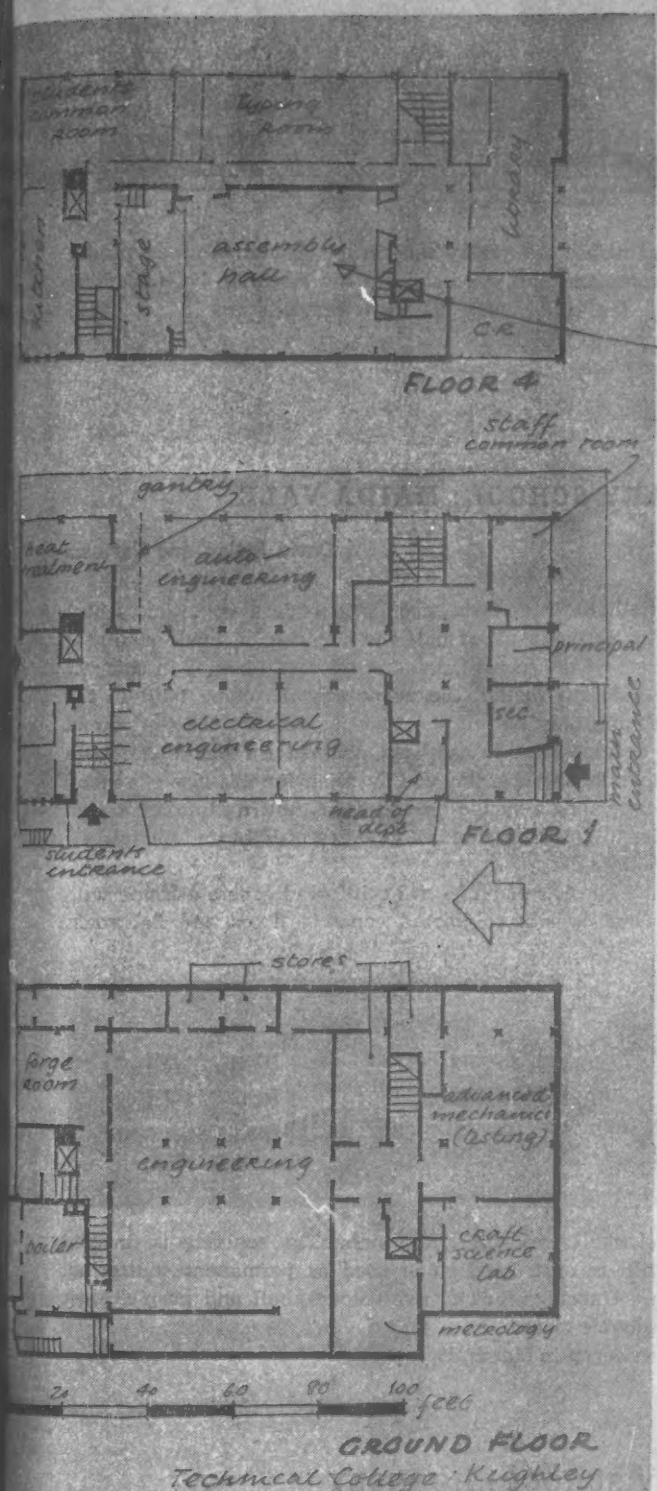 students
common
room
typing
room
library
kitchen
stage
assembly
hall
C.R
FLOOR 4
staff
common room
gantry
heat
treatment
auto
engineering
principal
sec.
electrical
engineering
main
entrance
head of
dept
FLOOR 1
students
entrance
stores
forge
room
advanced
mechanics
(testing)
engineering
boiler
craft
science
lab
metrology
20 40 60 80 100
feet
GROUND FLOOR
Technical College : Keighley